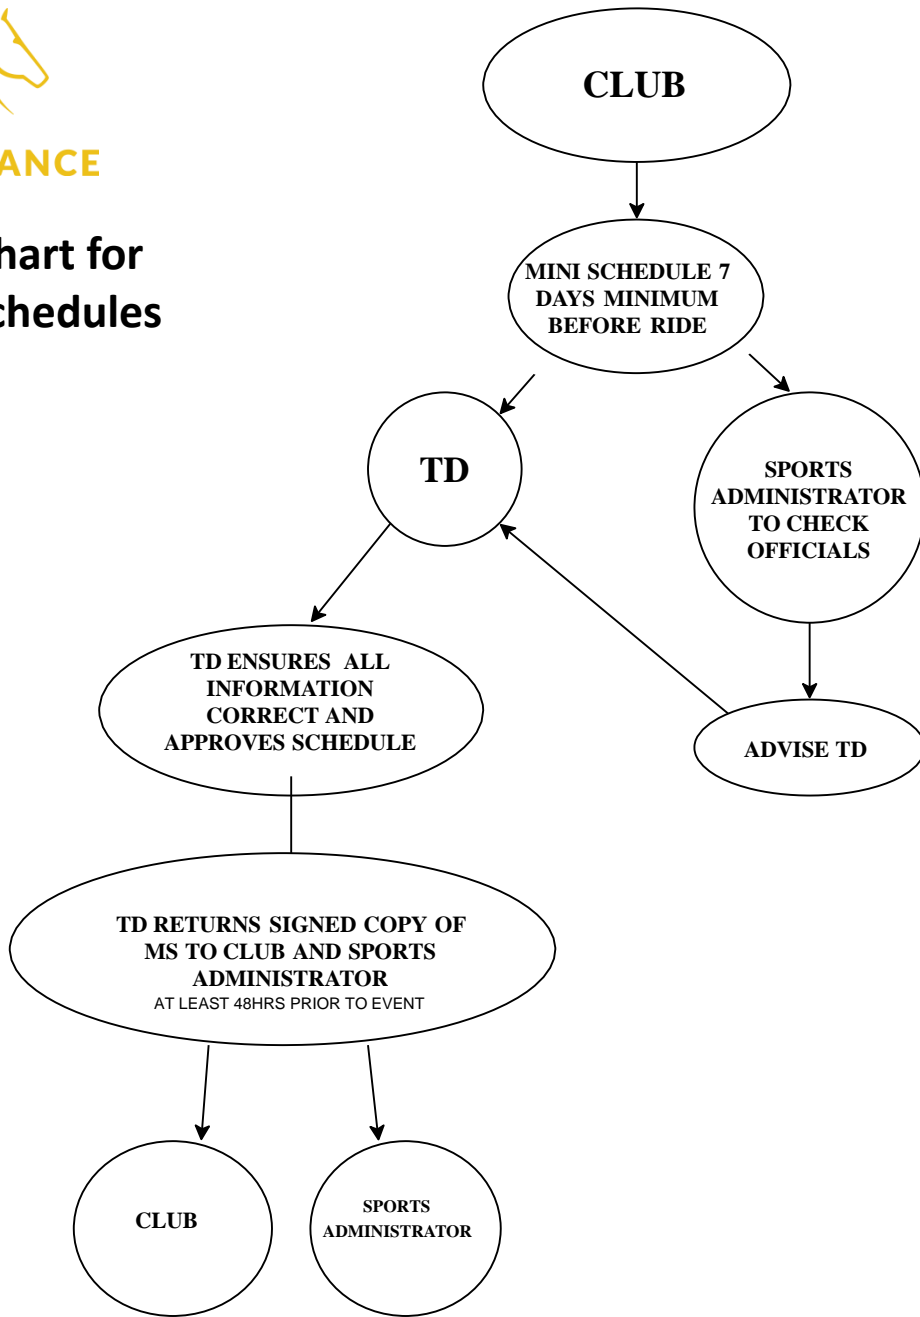 ANCE
hart for
chedules
CLUB
MINI SCHEDULE 7
DAYS MINIMUM
BEFORE RIDE
TD
SPORTS
ADMINISTRATOR
TO CHECK
OFFICIALS
TD ENSURES ALL
INFORMATION
CORRECT AND
APPROVES SCHEDULE
ADVISE TD
TD RETURNS SIGNED COPY OF
MS TO CLUB AND SPORTS
ADMINISTRATOR
AT LEAST 48HRS PRIOR TO EVENT
CLUB
SPORTS
ADMINISTRATOR